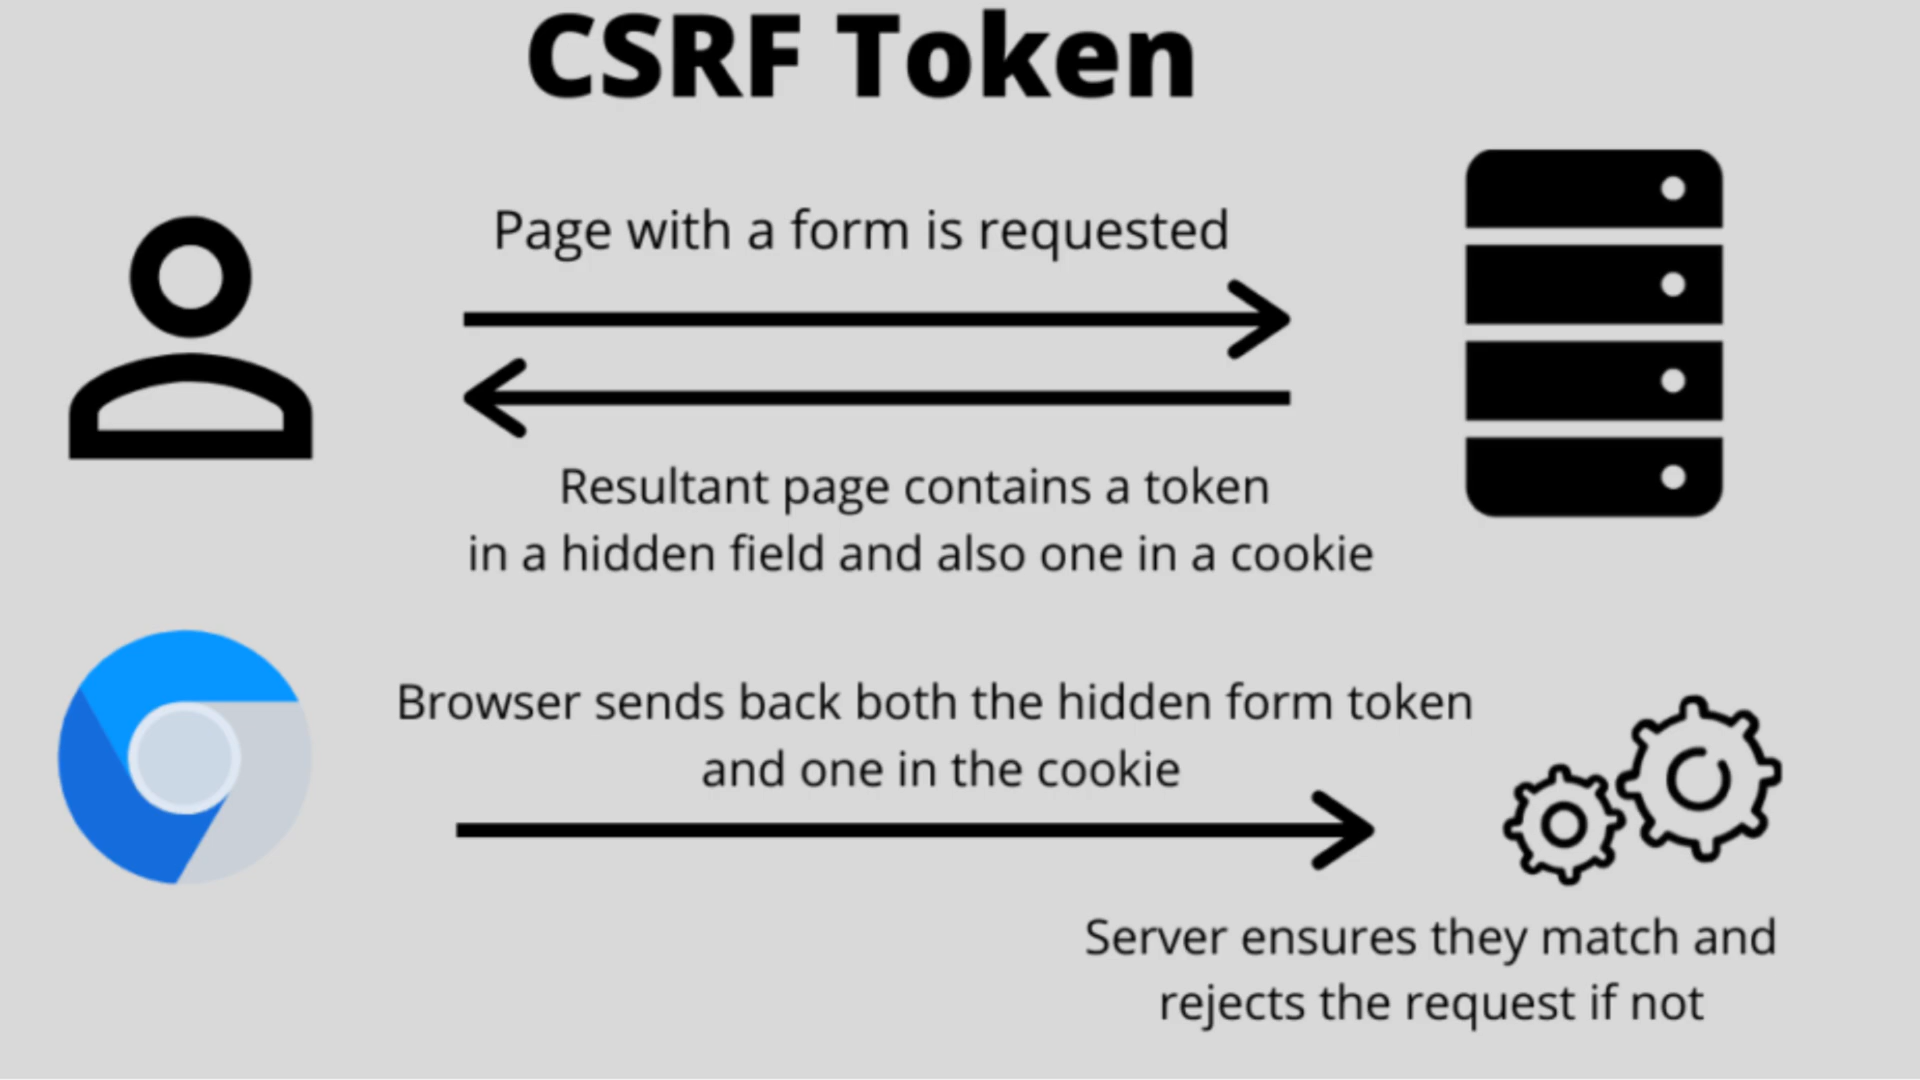 CSRF Token
Page with a form is requested
Resultant page contains a token
in a hidden field and also one in a cookie
Browser sends back both the hidden form token
and one in the cookie
Server ensures they match and
rejects the request if not